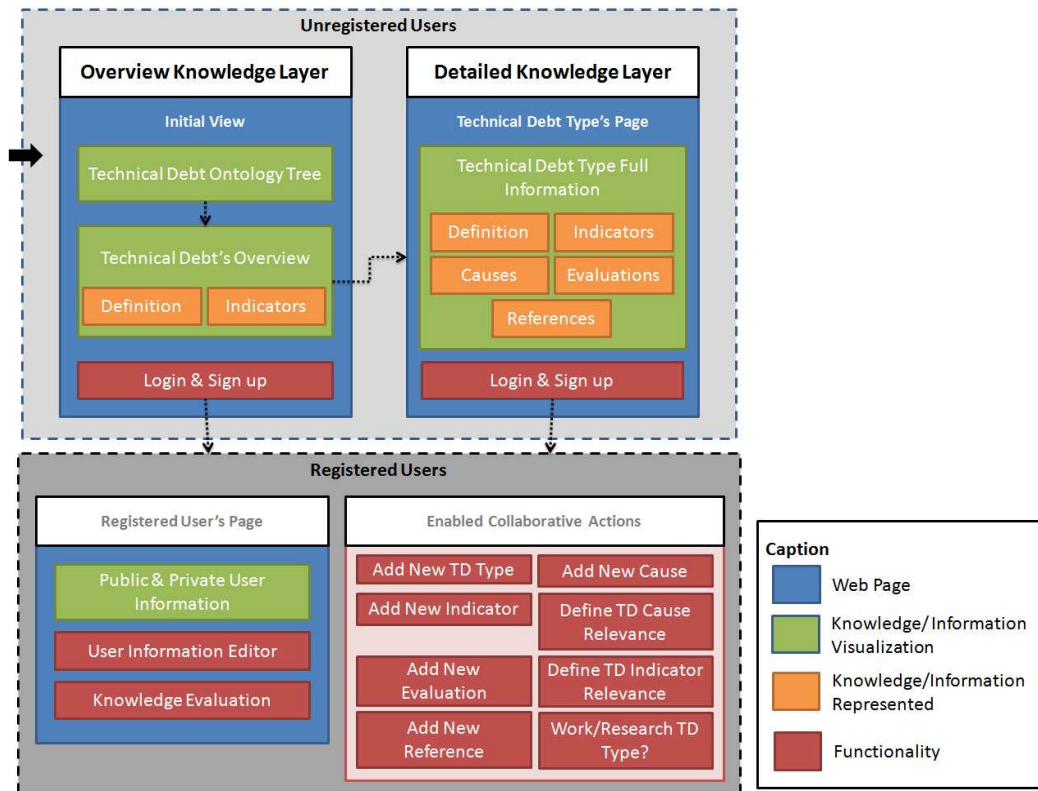 Unregistered Users
Overview Knowledge Layer
Initial View
Technical Debt Ontology Tree
Technical Debt's Overview
Definition
Indicators
Login & Sign up
Detailed Knowledge Layer
Technical Debt Type's Page
Technical Debt Type Full
Information
Definition
Indicators
Causes
Evaluations
References
Login & Sign up
Registered Users
Registered User's Page
Public & Private User
Information
User Information Editor
Knowledge Evaluation
Enabled Collaborative Actions
Add New TD Type
Add New Cause
Add New Indicator
Define TD Cause
Relevance
Add New
Evaluation
Define TD Indicator
Relevance
Add New
Reference
Work/Research TD
Type?
Caption
Web Page
Knowledge/Information
Visualization
Knowledge/Information
Represented
Functionality